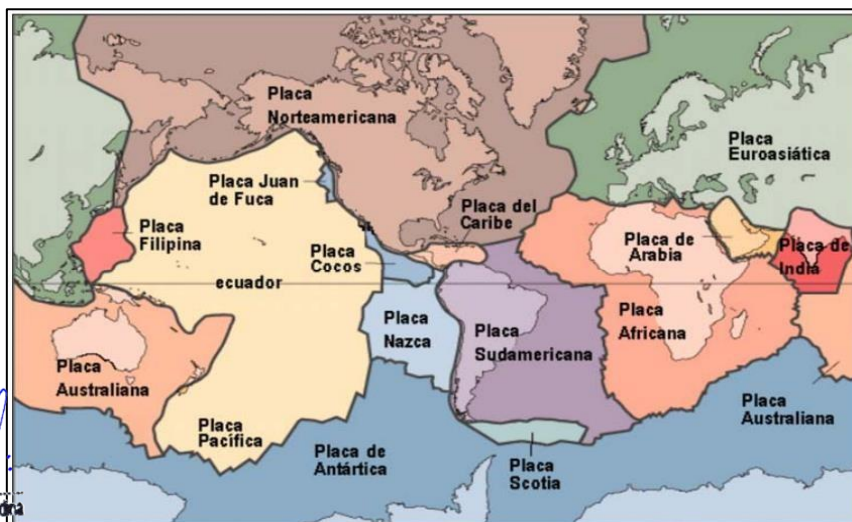 Placa
Norteamericana
Placa
Euroasiática
Placa Juan
de Fuca
Placa
Filipina
Placa del
Caribe
Placa
Cocos
Placa de
Arabia
Placa de
India
ecuador
Placa
Nazca
Placa
Sudamericana
Placa
Africana
Placa
Australiana
Placa
Pacífica
Placa de
Antártica
Placa
Scotia
Placa
Australiana